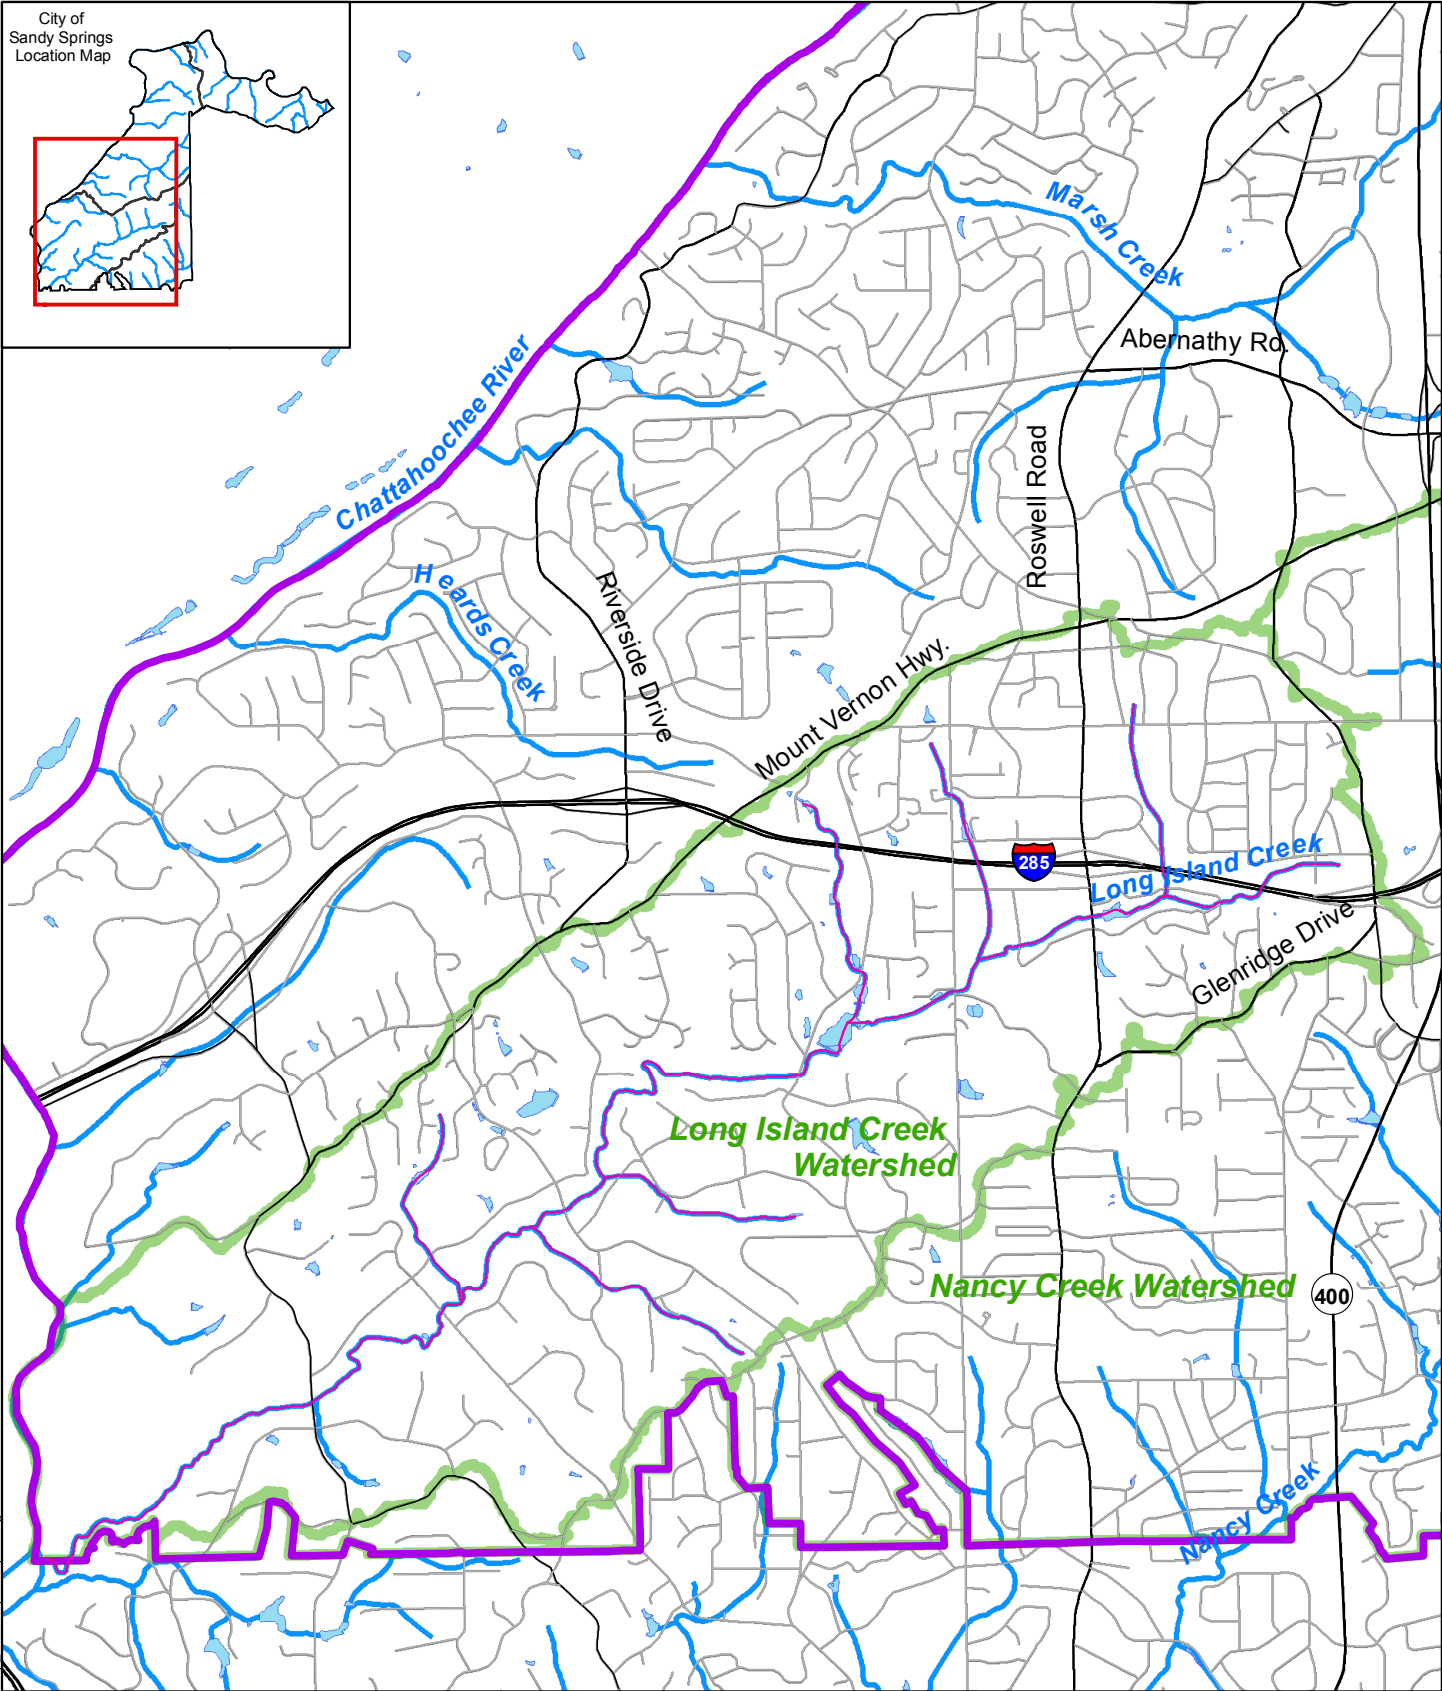 City of
Sandy Springs
Location Map
Marsh Creek
Abernathy Rd.
Chattahoochee River
Roswell Road
Heards Creek
Riverside Drive
Mount Vernon Hwy.
285
Long Island Creek
Glenridge Drive
Long Island Creek
Watershed
Nancy Creek Watershed
400
Nancy Creek